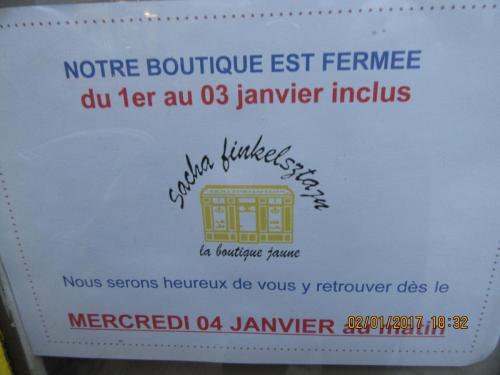 NOTRE BOUTIQUE EST FERMEE
du 1er au 03 janvier inclus
sacha finkelsztajn
la boutique jaune
Nous serons heureux de vous y retrouver dès le
MERCREDI 04 JANVIER au matin
02/01/2017 18:32